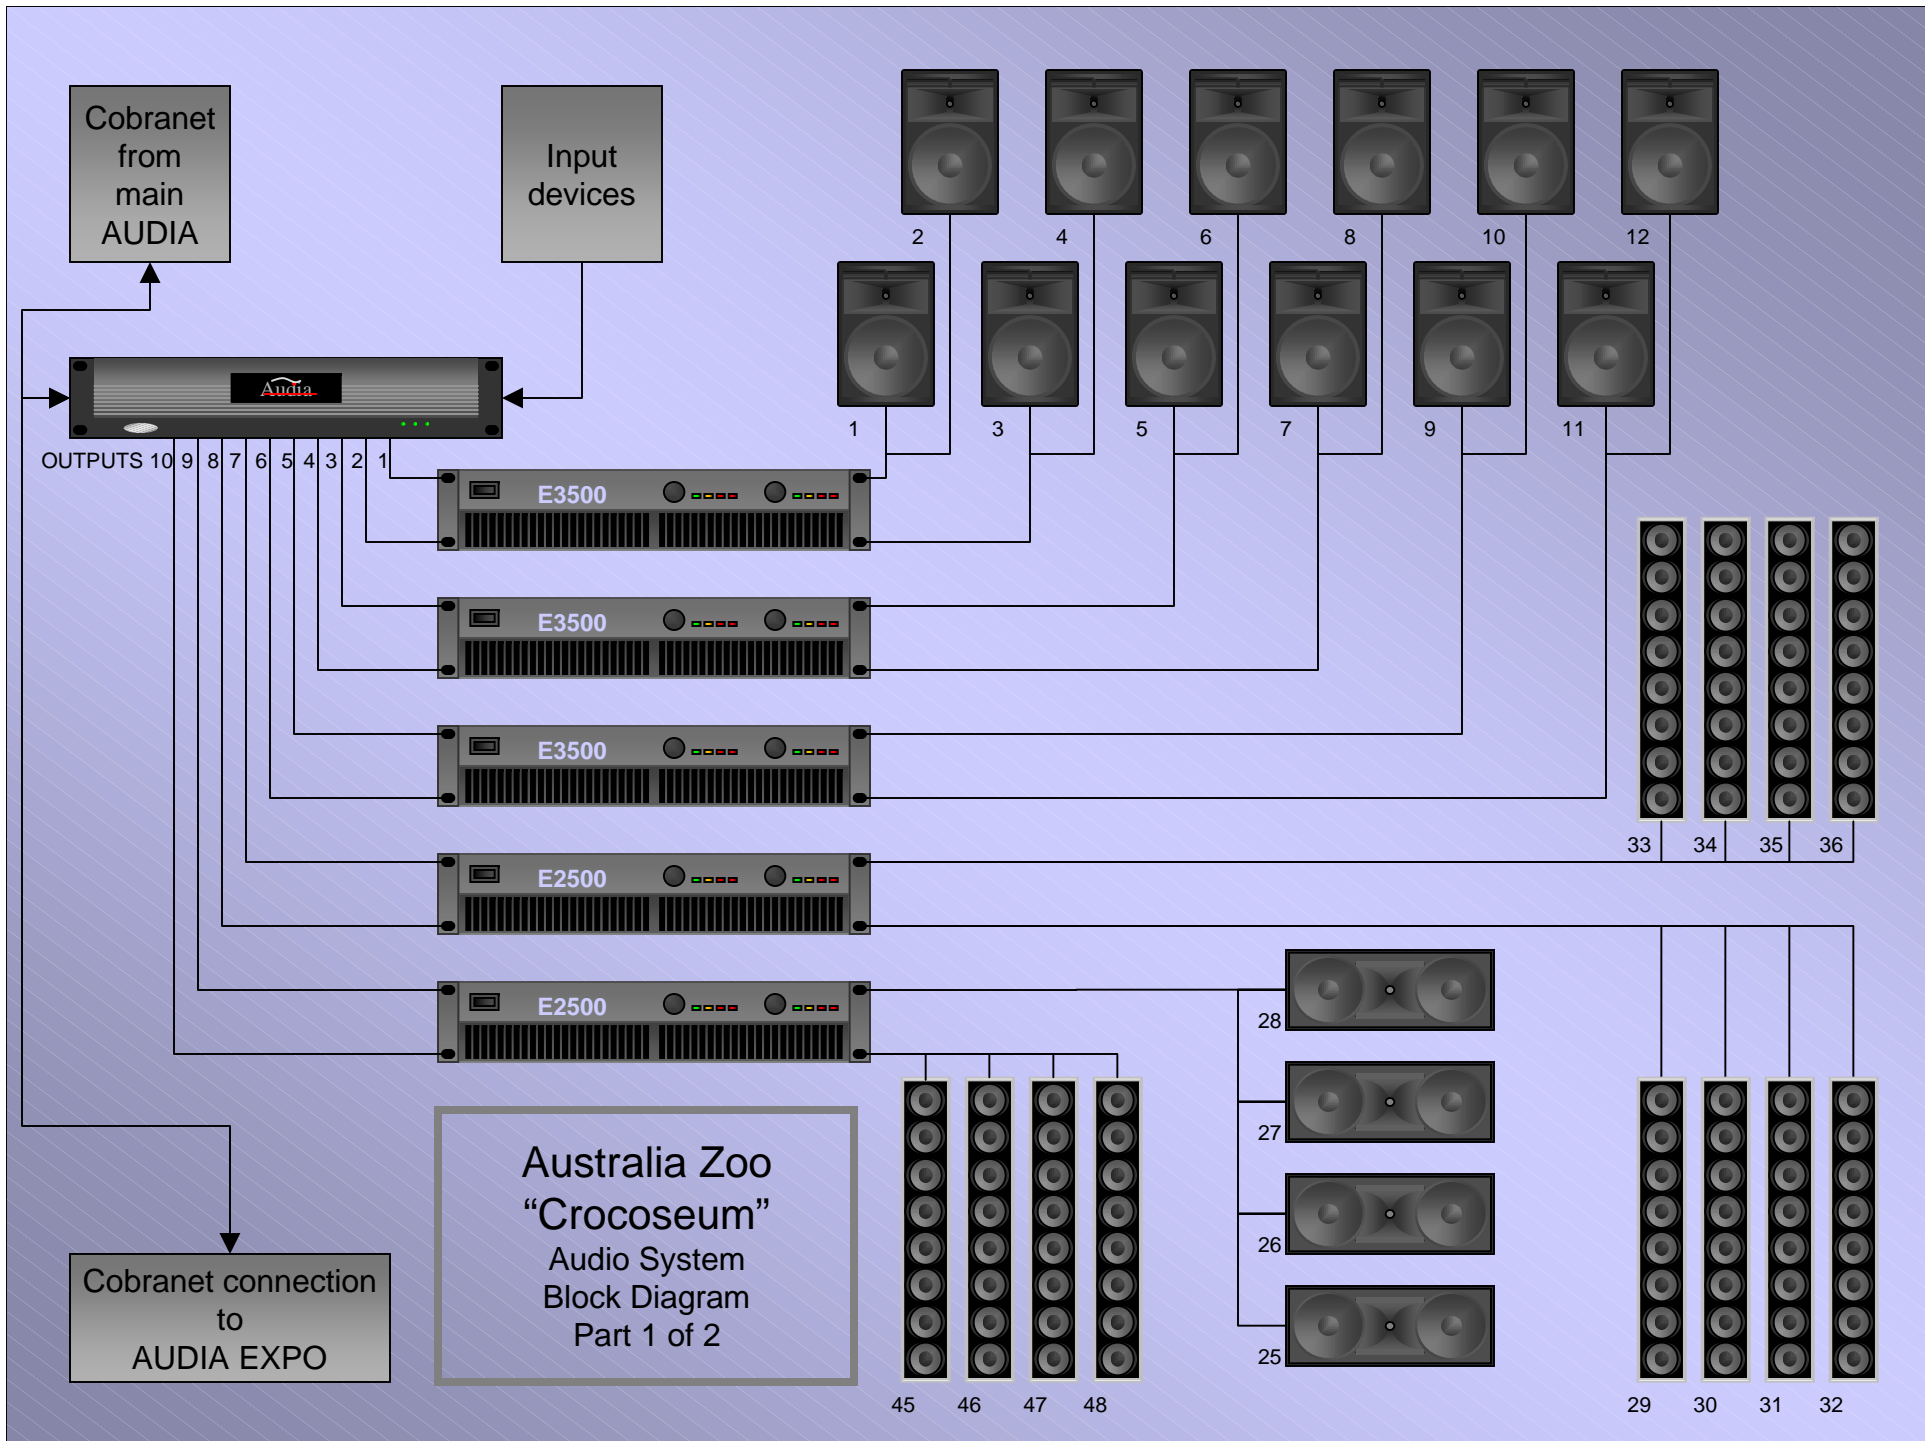 Cobranet
from
main
AUDIA
Input
devices
2 4 6 8 10 12
1 3 5 7 9 11
Audia
OUTPUTS 10 9 8 7 6 5 4 3 2 1
E3500
E3500
E3500
33 34 35 36
E2500
E2500
28
27
26
25
Australia Zoo
“Crocoseum”
Audio System
Block Diagram
Part 1 of 2
Cobranet connection
to
AUDIA EXPO
45 46 47 48
29 30 31 32